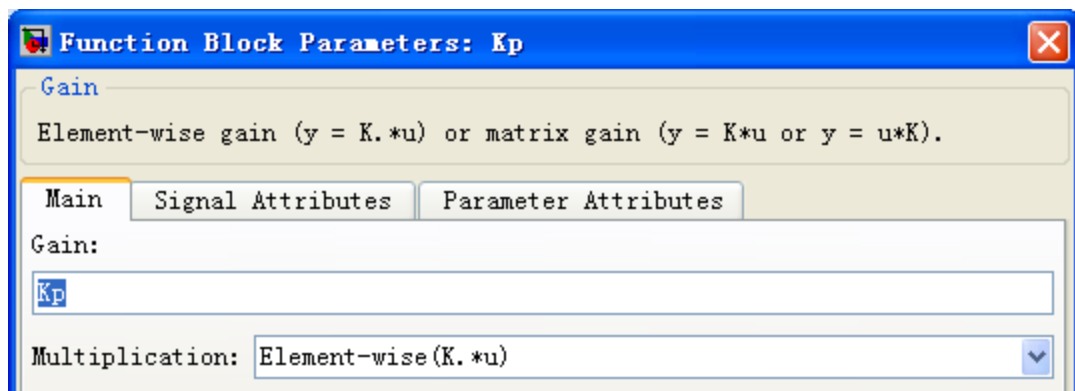 Function Block Parameters: Kp
Gain
Element-wise gain (y = K.*u) or matrix gain (y = K*u or y = u*K).
Main Signal Attributes Parameter Attributes
Gain:
Kp
Multiplication: Element-wise(K.*u)